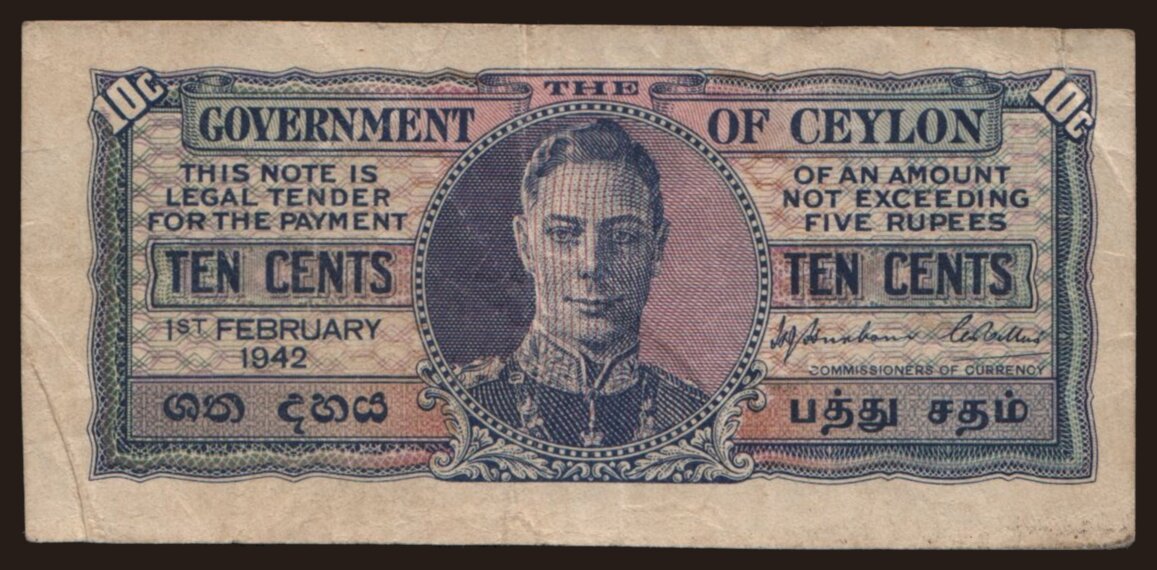 10c THE 10c
GOVERNMENT OF CEYLON
THIS NOTE IS
LEGAL TENDER
FOR THE PAYMENT
OF AN AMOUNT
NOT EXCEEDING
FIVE RUPEES
TEN CENTS TEN CENTS
1ST FEBRUARY
1942
COMMISSIONERS OF CURRENCY
ශත දහය பத்து சதம்